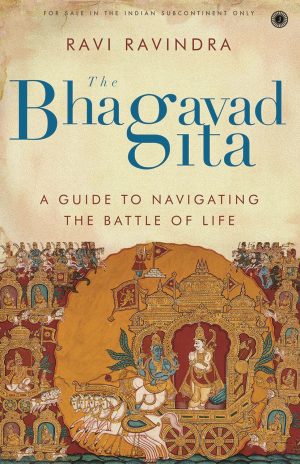 FOR SALE IN THE INDIAN SUBCONTINENT ONLY
RAVI RAVINDRA
The
Bhagavad
Gita
A GUIDE TO NAVIGATING
THE BATTLE OF LIFE